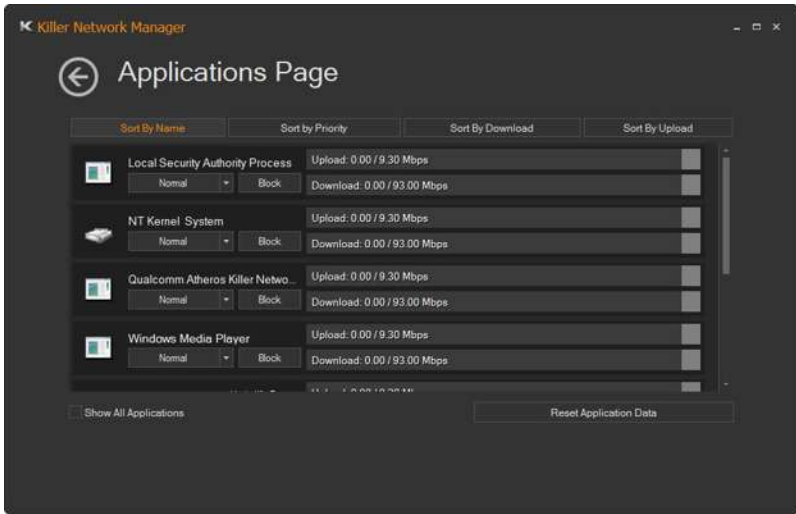 Killer Network Manager
Applications Page
Sort By Name
Sort by Priority
Sort By Download
Sort By Upload
Local Security Authority Process
Upload: 0.00 / 9.30 Mbps
Normal
Block
Download: 0.00 / 93.00 Mbps
NT Kernel System
Upload: 0.00 / 9.30 Mbps
Normal
Block
Download: 0.00 / 93.00 Mbps
Qualcomm Atheros Killer Netwo...
Upload: 0.00 / 9.30 Mbps
Normal
Block
Download: 0.00 / 93.00 Mbps
Windows Media Player
Upload: 0.00 / 9.30 Mbps
Normal
Block
Download: 0.00 / 93.00 Mbps
Show All Applications
Reset Application Data